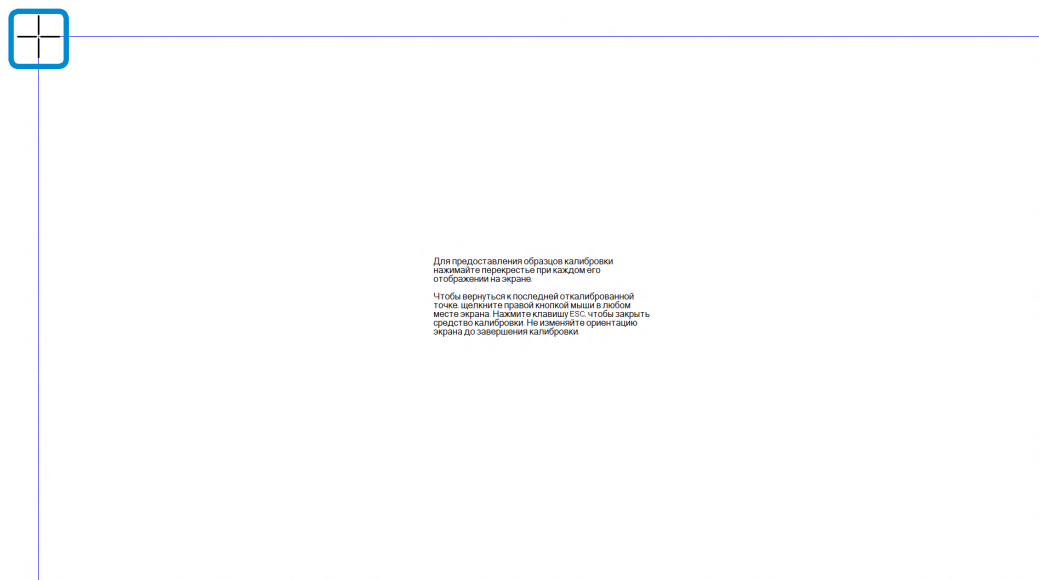 Для предоставления образцов калибровки
нажимайте перекрестье при каждом его
отображении на экране.
Чтобы вернуться к последней откалиброванной
точке, щелкните правой кнопкой мыши в любом
месте экрана. Нажмите клавишу ESC, чтобы закрыть
средство калибровки. Не изменяйте ориентацию
экрана до завершения калибровки.